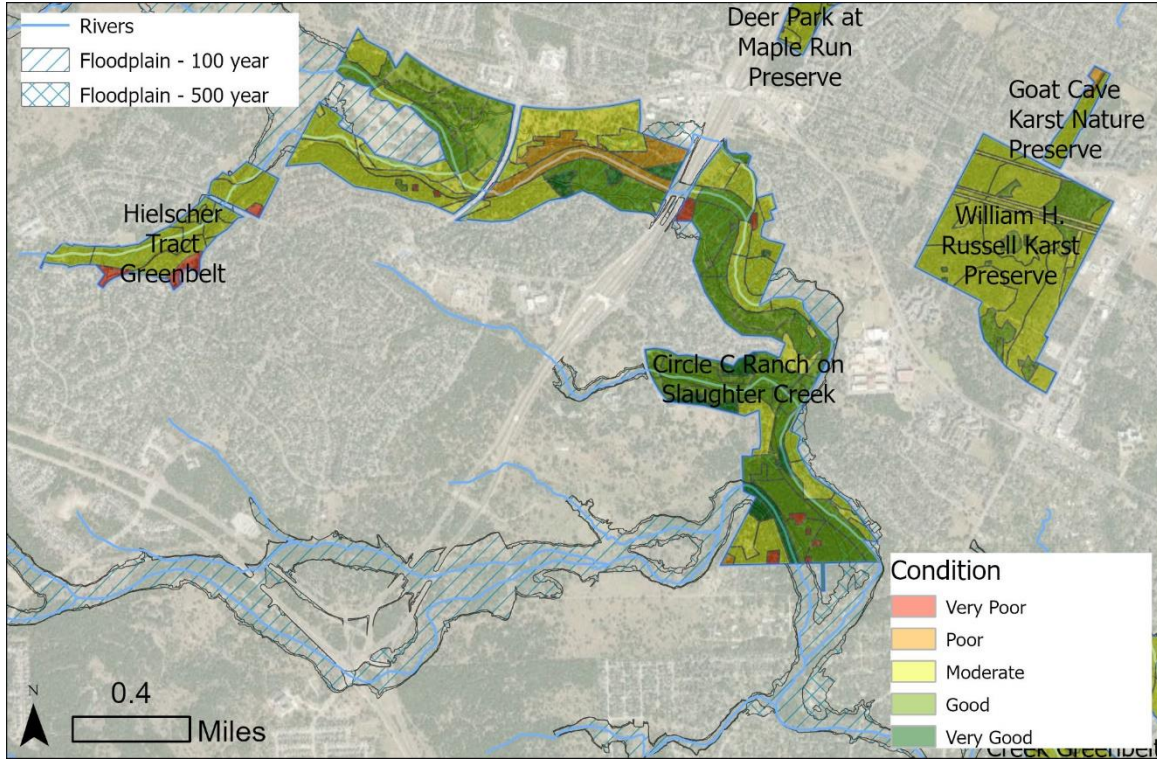 Rivers
Floodplain - 100 year
Floodplain - 500 year
Deer Park at
Maple Run
Preserve
Goat Cave
Karst Nature
Preserve
Hielscher
Tract
Greenbelt
William H.
Russell Karst
Preserve
Circle C Ranch on
Slaughter Creek
Condition
Very Poor
Poor
Moderate
Good
Very Good
N
0.4
Miles
Creek Greenbelt